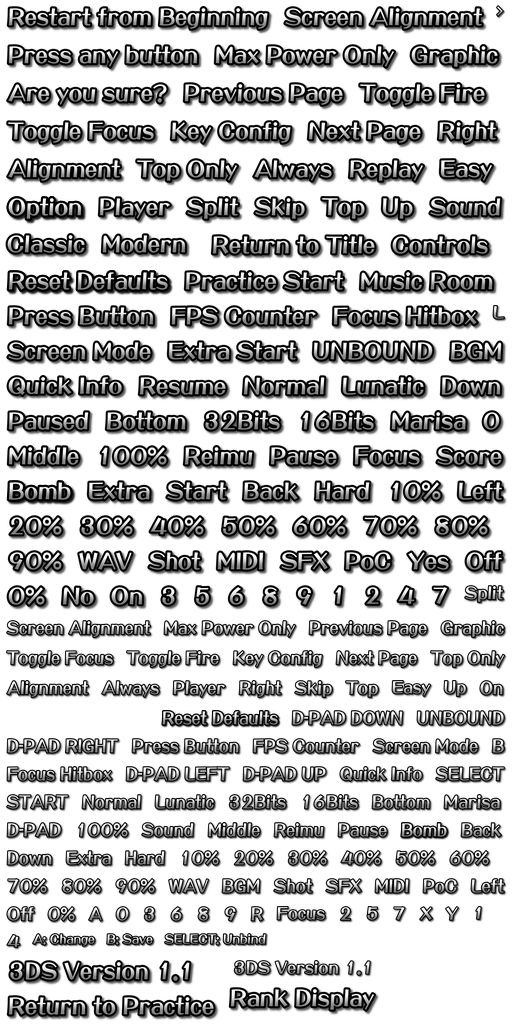 Restart from Beginning Screen Alignment >
Press any button Max Power Only Graphic
Are you sure? Previous Page Toggle Fire
Toggle Focus Key Config Next Page Right
Alignment Top Only Always Replay Easy
Option Player Split Skip Top Up Sound
Classic Modern Return to Title Controls
Reset Defaults Practice Start Music Room
Press Button FPS Counter Focus Hitbox L
Screen Mode Extra Start UNBOUND BGM
Quick Info Resume Normal Lunatic Down
Paused Bottom 32Bits 16Bits Marisa 0
Middle 100% Reimu Pause Focus Score
Bomb Extra Start Back Hard 10% Left
20% 30% 40% 50% 60% 70% 80%
90% WAV Shot MIDI SFX PoC Yes Off
0% No On 3 5 6 8 9 1 2 4 7 Split
Screen Alignment Max Power Only Previous Page Graphic
Toggle Focus Toggle Fire Key Config Next Page Top Only
Alignment Always Player Right Skip Top Easy Up On
Reset Defaults D-PAD DOWN UNBOUND
D-PAD RIGHT Press Button FPS Counter Screen Mode B
Focus Hitbox D-PAD LEFT D-PAD UP Quick Info SELECT
START Normal Lunatic 32Bits 16Bits Bottom Marisa
D-PAD 100% Sound Middle Reimu Pause Bomb Back
Down Extra Hard 10% 20% 30% 40% 50% 60%
70% 80% 90% WAV BGM Shot SFX MIDI PoC Left
Off 0% A 0 3 6 8 9 R Focus 2 5 7 X Y 1
4 A: Change B: Save SELECT: Unbind
3DS Version 1.1 3DS Version 1.1
Return to Practice Rank Display